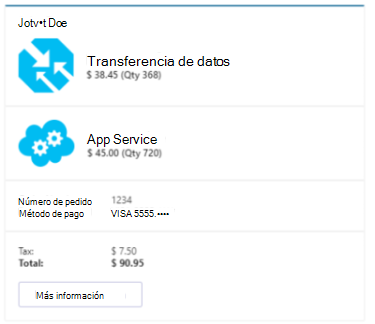 Jotv•t Doe
Transferencia de datos
$ 38.45 (Qty 368)
App Service
$ 45.00 (Qty 720)
Número de pedido 1234
Método de pago VISA 5555.••••
Tax: $ 7.50
Total: $ 90.95
Más información